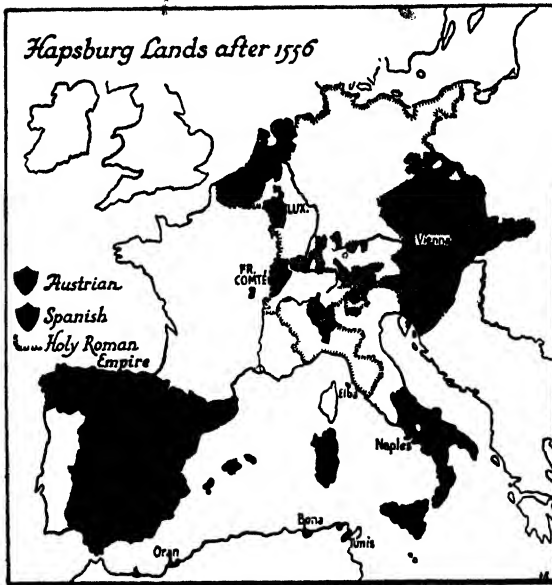 Hapsburg Lands after 1556
LUX.
Vienna
FR.
COMTÉ
Austrian
Spanish
Holy Roman
Empire
Elba
Naples
Bona
Tunis
Oran